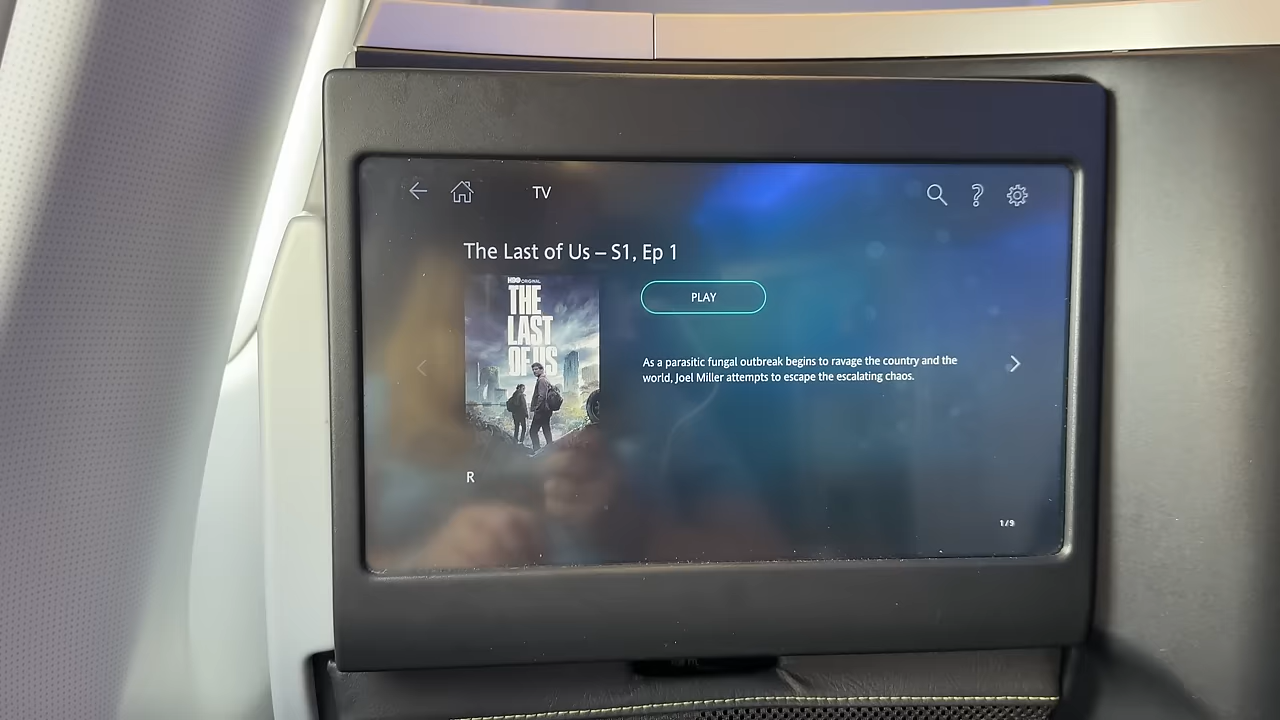 TV
The Last of Us – S1, Ep 1
HBO ORIGINAL
THE
LAST
OF US
PLAY
As a parasitic fungal outbreak begins to ravage the country and the
world, Joel Miller attempts to escape the escalating chaos.
R
1/9